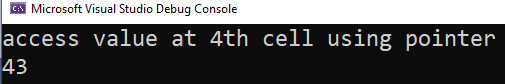 Microsoft Visual Studio Debug Console
access value at 4th cell using pointer
43